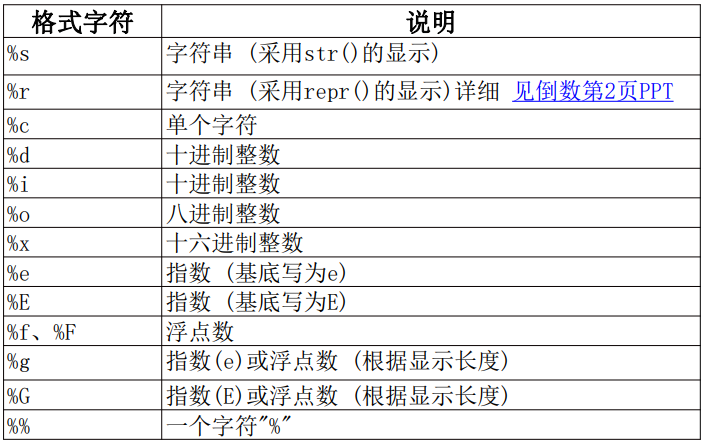 格式字符 说明
%s 字符串 (采用str()的显示)
%r 字符串 (采用repr()的显示)详细 见倒数第2页PPT
%c 单个字符
%d 十进制整数
%i 十进制整数
%o 八进制整数
%x 十六进制整数
%e 指数 (基底写为e)
%E 指数 (基底写为E)
%f、%F 浮点数
%g 指数(e)或浮点数 (根据显示长度)
%G 指数(E)或浮点数 (根据显示长度)
%% 一个字符"%"